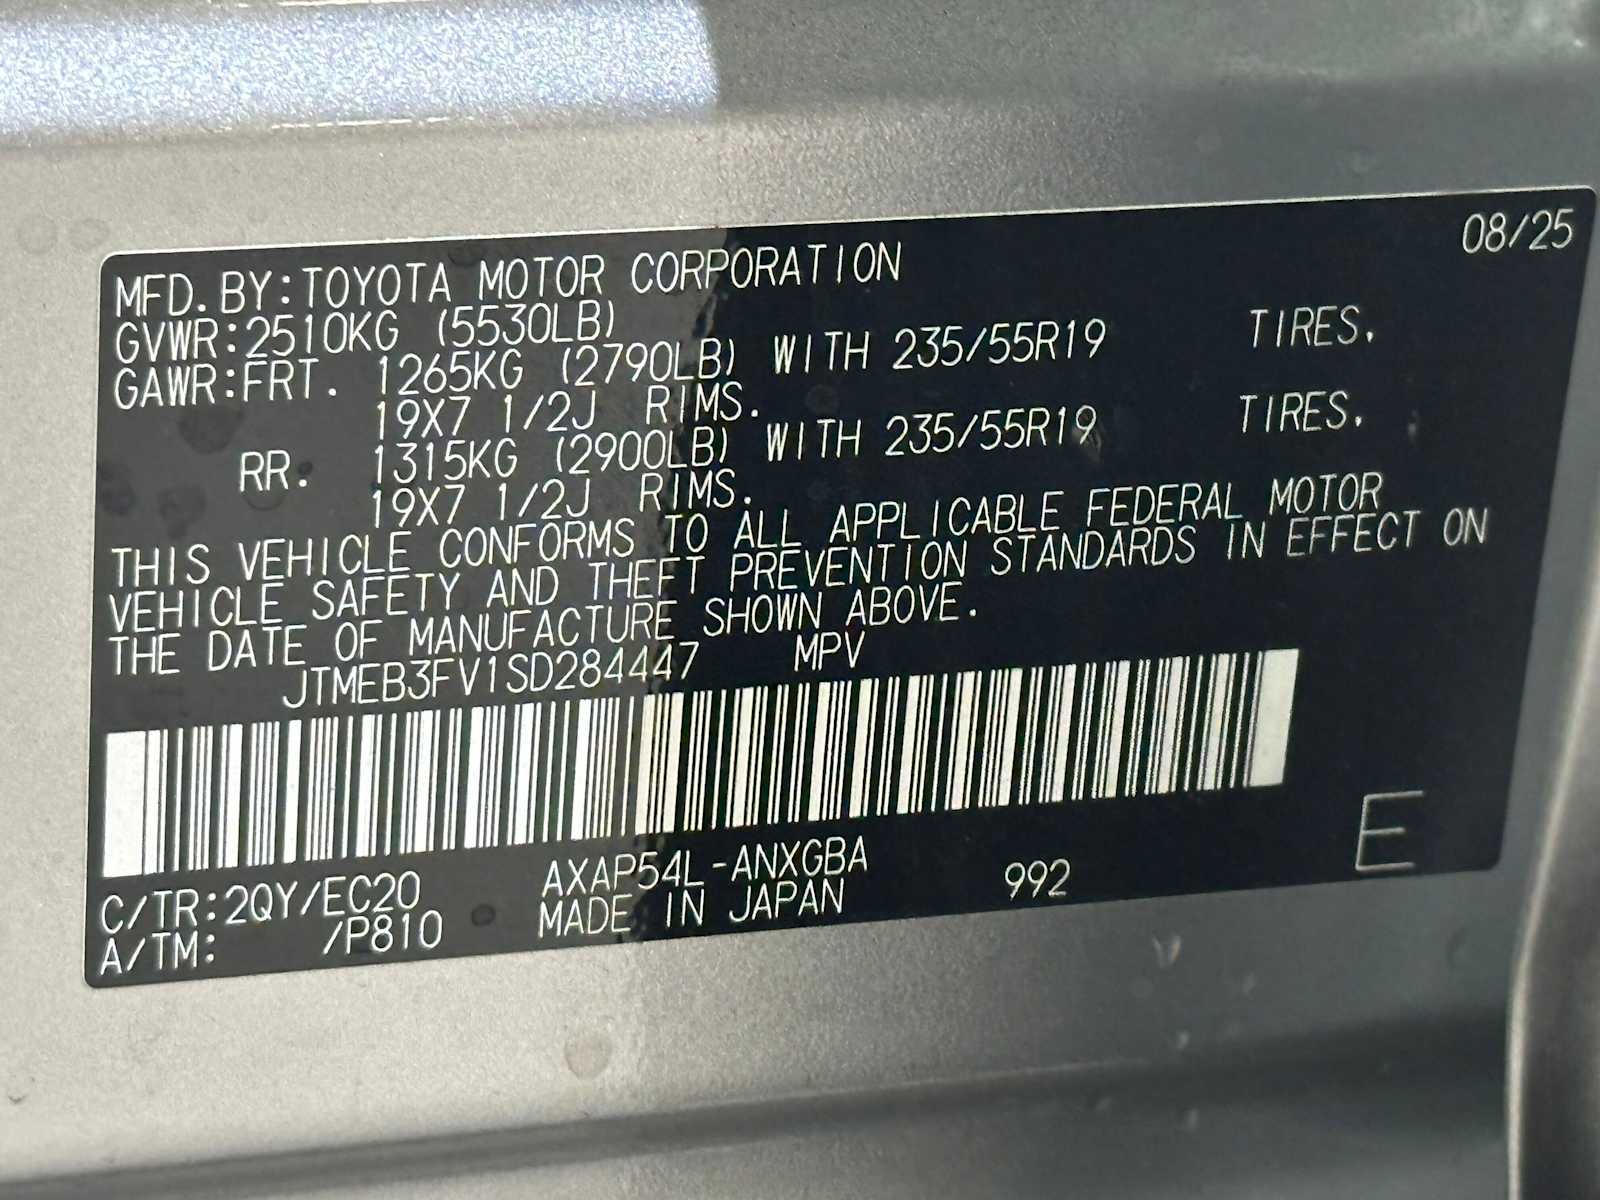 08/25
MFD. BY: TOYOTA MOTOR CORPORATION
GVWR: 2510KG (5530LB)
GAWR: FRT. 1265KG (2790LB) WITH 235/55R19 TIRES,
19X7 1/2J RIMS.
RR. 1315KG (2900LB) WITH 235/55R19 TIRES,
19X7 1/2J RIMS.
THIS VEHICLE CONFORMS TO ALL APPLICABLE FEDERAL MOTOR
VEHICLE SAFETY AND THEFT PREVENTION STANDARDS IN EFFECT ON
THE DATE OF MANUFACTURE SHOWN ABOVE.
JTMEB3FV1SD284447 MPV
C/TR: 2QY/EC20 AXAP54L-ANXGBA 992 E
A/TM: /P810 MADE IN JAPAN